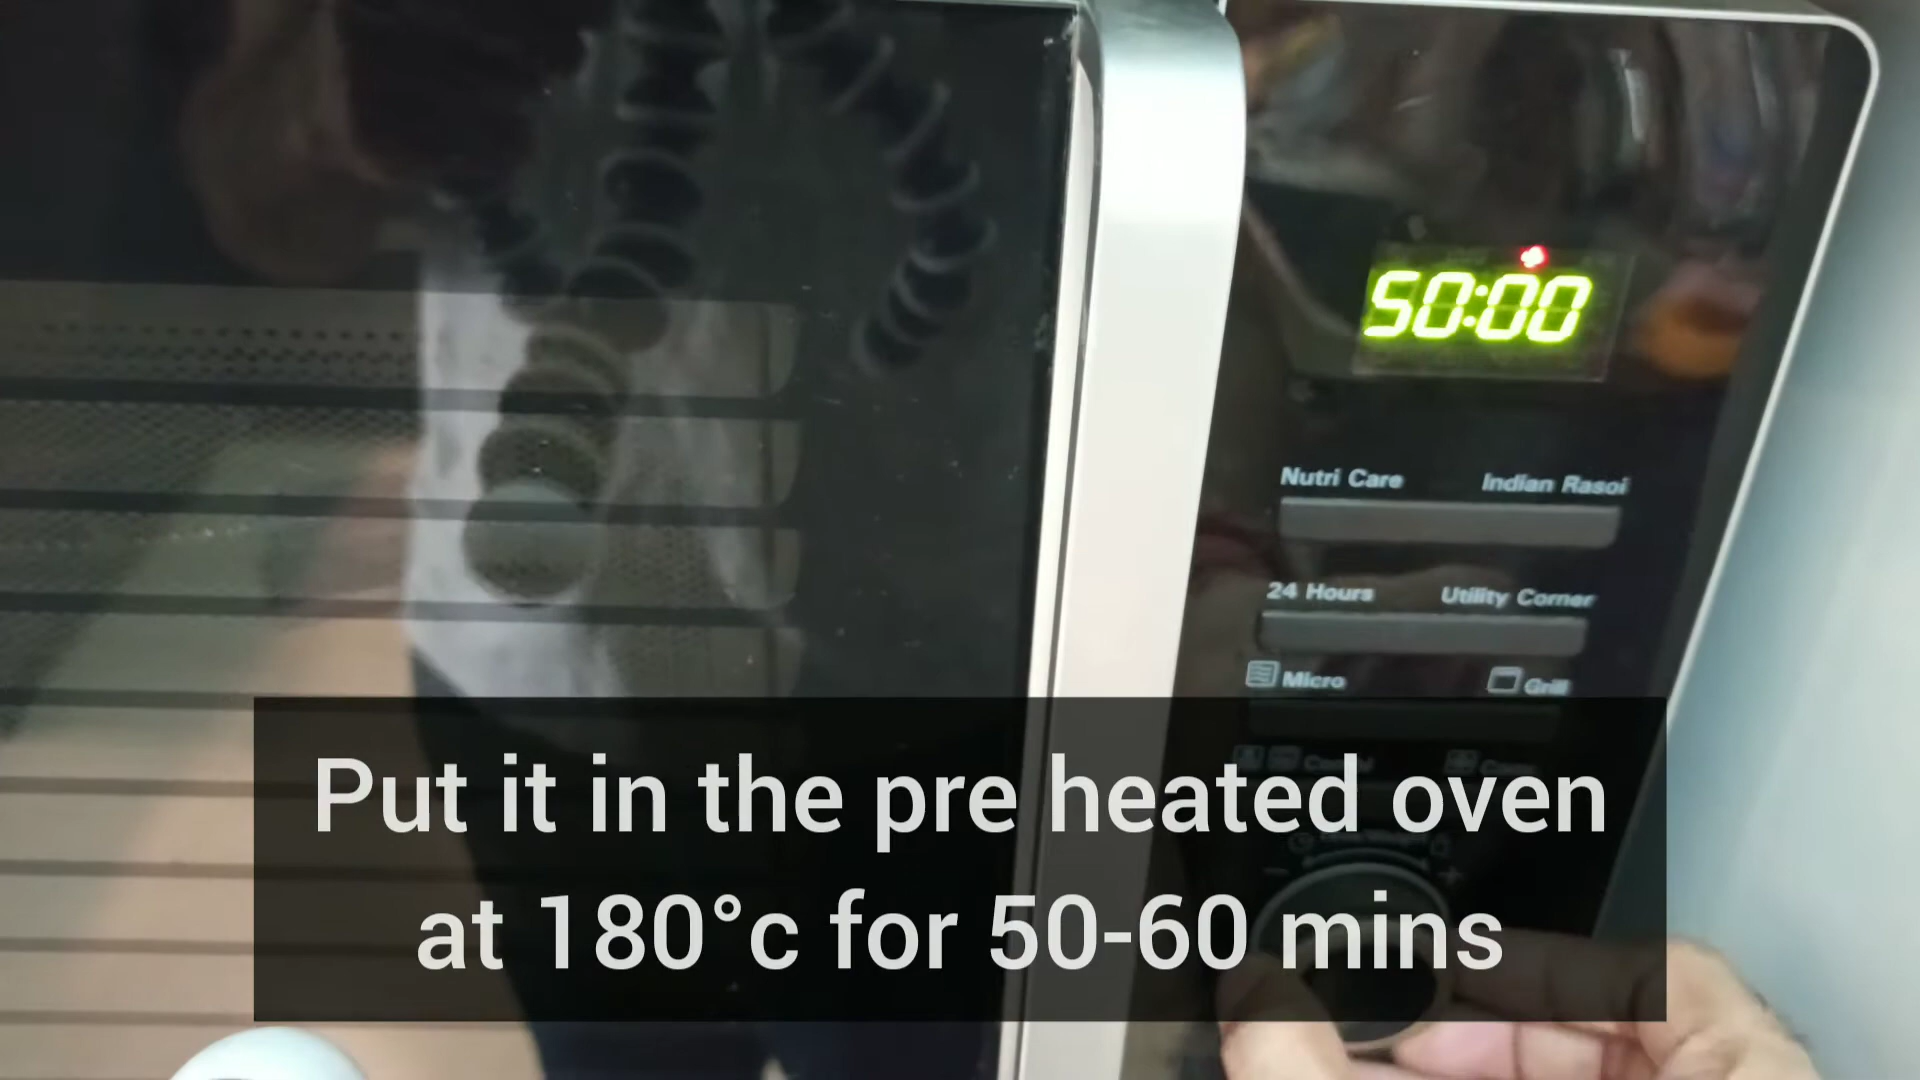 50:00
Nutri Care Indian Rasoi
24 Hours Utility Corner
Micro Grill
Put it in the pre heated oven
at 180°c for 50-60 mins